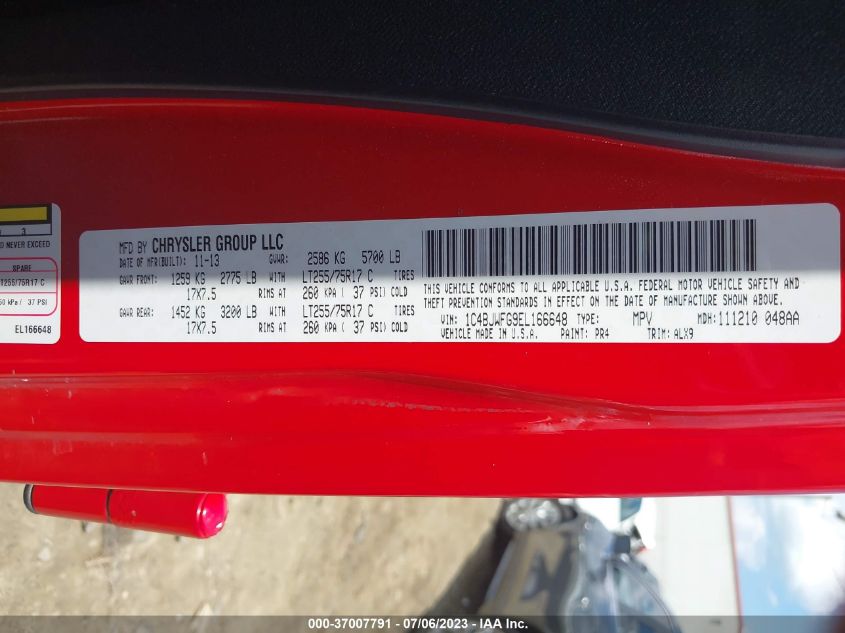 3
D NEVER EXCEED
SPARE
LT255/75R17 C
50 kPa / 37 PSI
EL166648
MFD BY CHRYSLER GROUP LLC
DATE OF MFR(BUILT): 11-13 GVWR: 2586 KG 5700 LB
GAWR FRONT: 1259 KG 2775 LB WITH LT255/75R17 C TIRES
17X7.5 RIMS AT 260 KPA ( 37 PSI) COLD
GAWR REAR: 1452 KG 3200 LB WITH LT255/75R17 C TIRES
17X7.5 RIMS AT 260 KPA ( 37 PSI) COLD
THIS VEHICLE CONFORMS TO ALL APPLICABLE U.S.A. FEDERAL MOTOR VEHICLE SAFETY AND
THEFT PREVENTION STANDARDS IN EFFECT ON THE DATE OF MANUFACTURE SHOWN ABOVE.
VIN: 1C4BJWFG9EL166648 TYPE: MPV MDH: 111210 048AA
VEHICLE MADE IN U.S.A. PAINT: PR4 TRIM: ALX9
000-37007791 - 07/06/2023 - IAA Inc.